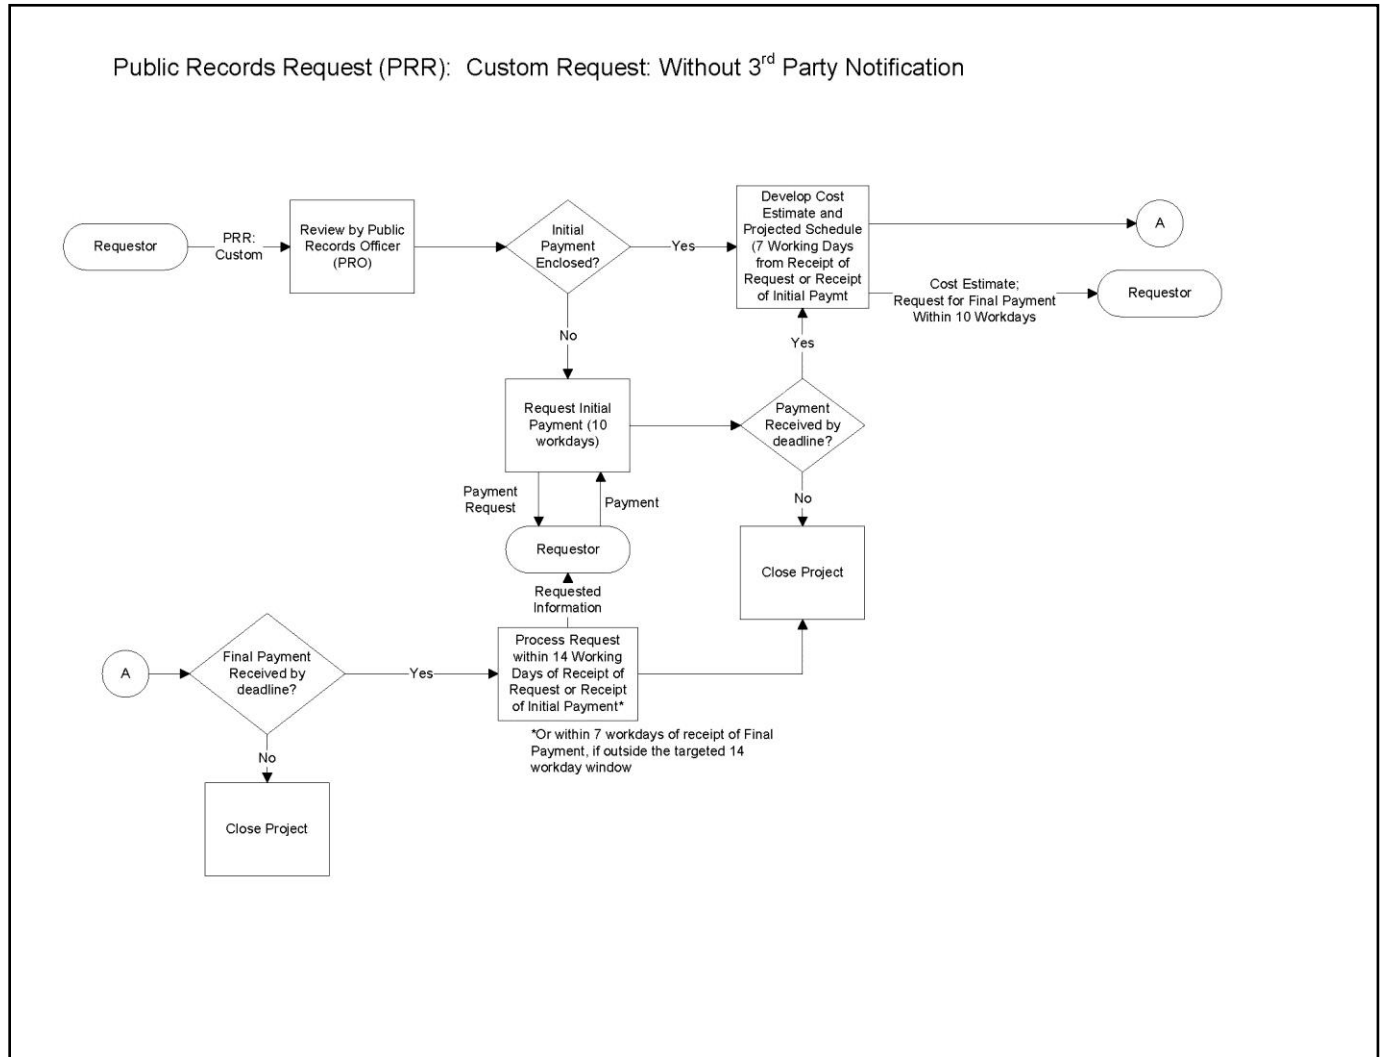 Public Records Request (PRR):  Custom Request: Without 3rd Party Notification
Requestor
PRR:
Custom
Review by Public
Records Officer
(PRO)
Initial
Payment
Enclosed?
Yes
Develop Cost
Estimate and
Projected Schedule
(7 Working Days
from Receipt of
Request or Receipt
of Initial Paymt
A
Cost Estimate;
Request for Final Payment
Within 10 Workdays
Requestor
No
Yes
Request Initial
Payment (10
workdays)
Payment
Received by
deadline?
Payment
Request
Payment
No
Requestor
Close Project
Requested
Information
A
Final Payment
Received by
deadline?
Yes
Process Request
within 14 Working
Days of Receipt of
Request or Receipt
of Initial Payment*
*Or within 7 workdays of receipt of Final
Payment, if outside the targeted 14
workday window
No
Close Project